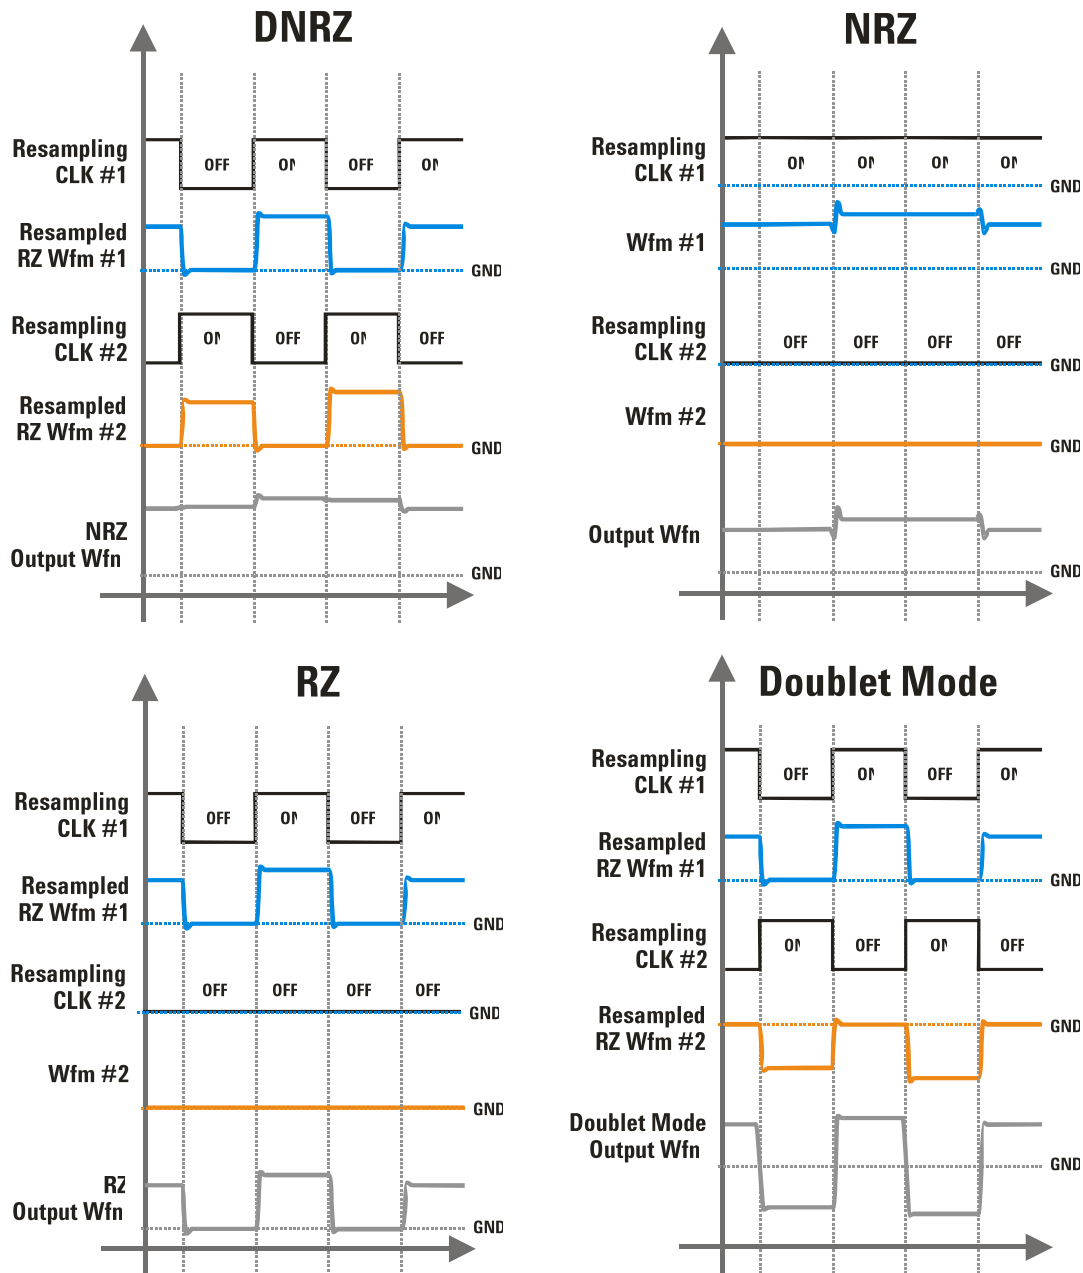 DNRZ
Resampling
CLK #1
OFF ON OFF ON
Resampled
RZ Wfm #1
GND
Resampling
CLK #2
ON OFF ON OFF
Resampled
RZ Wfm #2
GND
NRZ
Output Wfn
GND
NRZ
Resampling
CLK #1
ON ON ON ON
GND
Wfm #1
GND
Resampling
CLK #2
OFF OFF OFF OFF
GND
Wfm #2
GND
Output Wfn
GND
RZ
Resampling
CLK #1
OFF ON OFF ON
Resampled
RZ Wfm #1
GND
Resampling
CLK #2
OFF OFF OFF OFF
GND
Wfm #2
GND
RZ
Output Wfn
GND
Doublet Mode
Resampling
CLK #1
OFF ON OFF ON
Resampled
RZ Wfm #1
GND
Resampling
CLK #2
ON OFF ON OFF
Resampled
RZ Wfm #2
GND
Doublet Mode
Output Wfn
GND